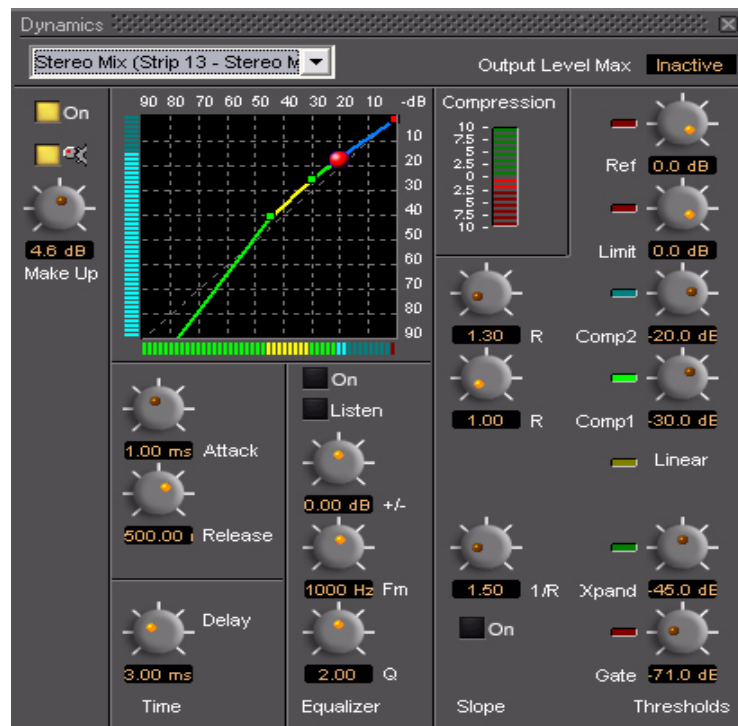 Dynamics
Stereo Mix (Strip 13 - Stereo M
Output Level Max Inactive
On
4.6 dB
Make Up
90 80 70 60 50 40 30 20 10 -dB
10
20
30
40
50
60
70
80
90
Compression
10
7.5
5
2.5
0
2.5
5
7.5
10
Ref 0.0 dB
Limit 0.0 dB
1.30 R Comp2 -20.0 dB
1.00 R Comp1 -30.0 dB
Linear
1.50 1/R Xpand -45.0 dB
On
Gate -71.0 dB
Slope Thresholds
1.00 ms Attack
500.00 Release
Delay
3.00 ms
Time
On
Listen
0.00 dB +/-
1000 Hz Fm
2.00 Q
Equalizer